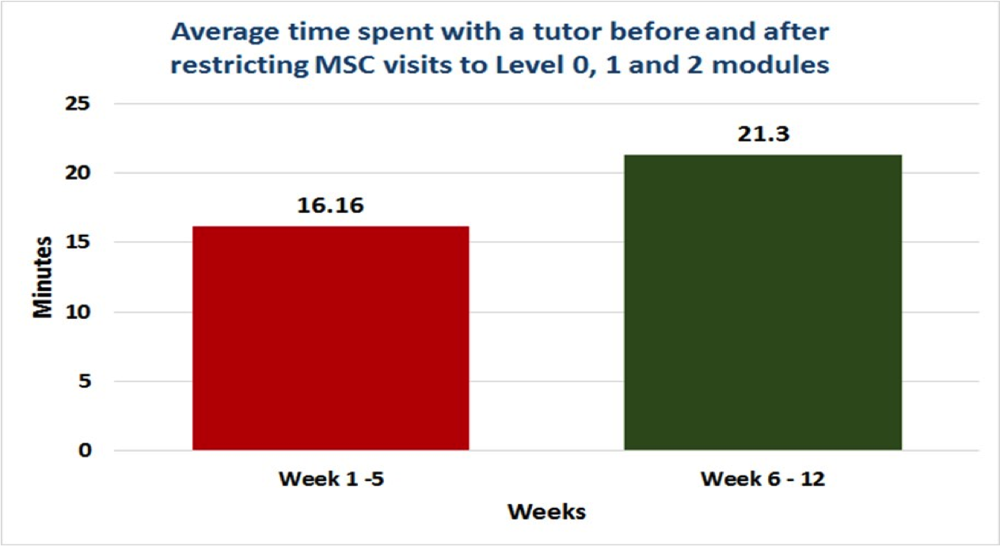 Average time spent with a tutor before and after
restricting MSC visits to Level 0, 1 and 2 modules
25
20
15
10
5
0
Minutes
16.16
21.3
Week 1 -5
Week 6 - 12
Weeks